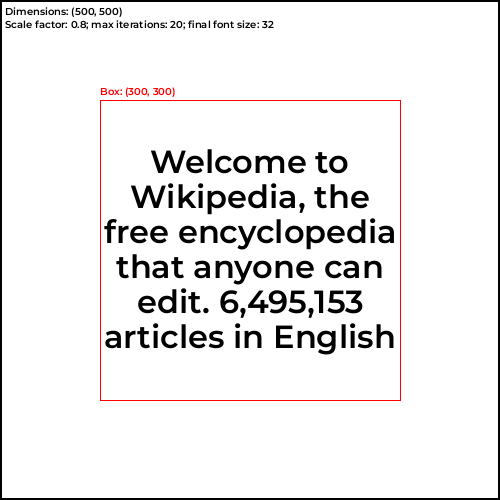 Dimensions: (500, 500)
Scale factor: 0.8; max iterations: 20; final font size: 32
Box: (300, 300)
Welcome to
Wikipedia, the
free encyclopedia
that anyone can
edit. 6,495,153
articles in English